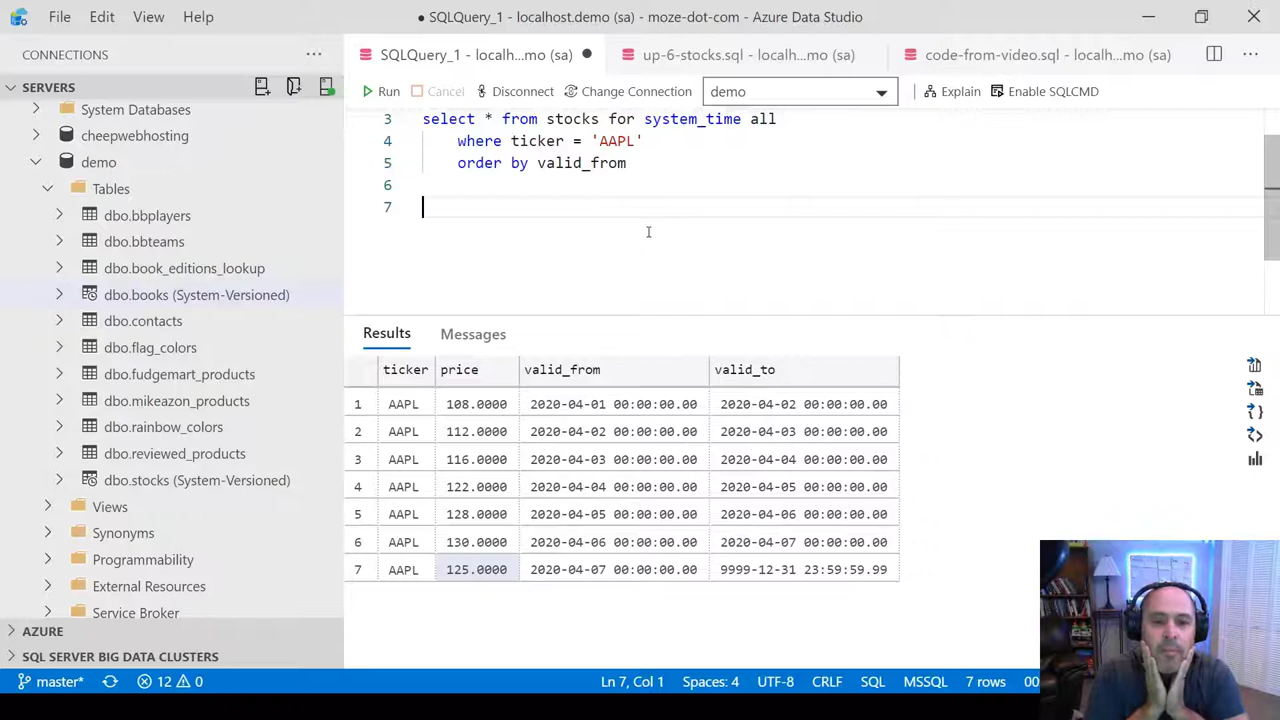 File Edit View Help ● SQLQuery_1 - localhost.demo (sa) - moze-dot-com - Azure Data Studio
CONNECTIONS ···
SQLQuery_1 - localh...mo (sa) ●
up-6-stocks.sql - localh...mo (sa)
code-from-video.sql - localh...mo (sa)
SERVERS
System Databases
cheepwebhosting
demo
Tables
dbo.bbplayers
dbo.bbteams
dbo.book_editions_lookup
dbo.books (System-Versioned)
dbo.contacts
dbo.flag_colors
dbo.fudgemart_products
dbo.mikeazon_products
dbo.rainbow_colors
dbo.reviewed_products
dbo.stocks (System-Versioned)
Views
Synonyms
Programmability
External Resources
Service Broker
AZURE
SQL SERVER BIG DATA CLUSTERS
Run Cancel Disconnect Change Connection demo Explain Enable SQLCMD
3 select * from stocks for system_time all
4 where ticker = 'AAPL'
5 order by valid_from
6
7
Results Messages
ticker price valid_from valid_to
1 AAPL 108.0000 2020-04-01 00:00:00.00 2020-04-02 00:00:00.00
2 AAPL 112.0000 2020-04-02 00:00:00.00 2020-04-03 00:00:00.00
3 AAPL 116.0000 2020-04-03 00:00:00.00 2020-04-04 00:00:00.00
4 AAPL 122.0000 2020-04-04 00:00:00.00 2020-04-05 00:00:00.00
5 AAPL 128.0000 2020-04-05 00:00:00.00 2020-04-06 00:00:00.00
6 AAPL 130.0000 2020-04-06 00:00:00.00 2020-04-07 00:00:00.00
7 AAPL 125.0000 2020-04-07 00:00:00.00 9999-12-31 23:59:59.99
master* 12 0 Ln 7, Col 1 Spaces: 4 UTF-8 CRLF SQL MSSQL 7 rows 00